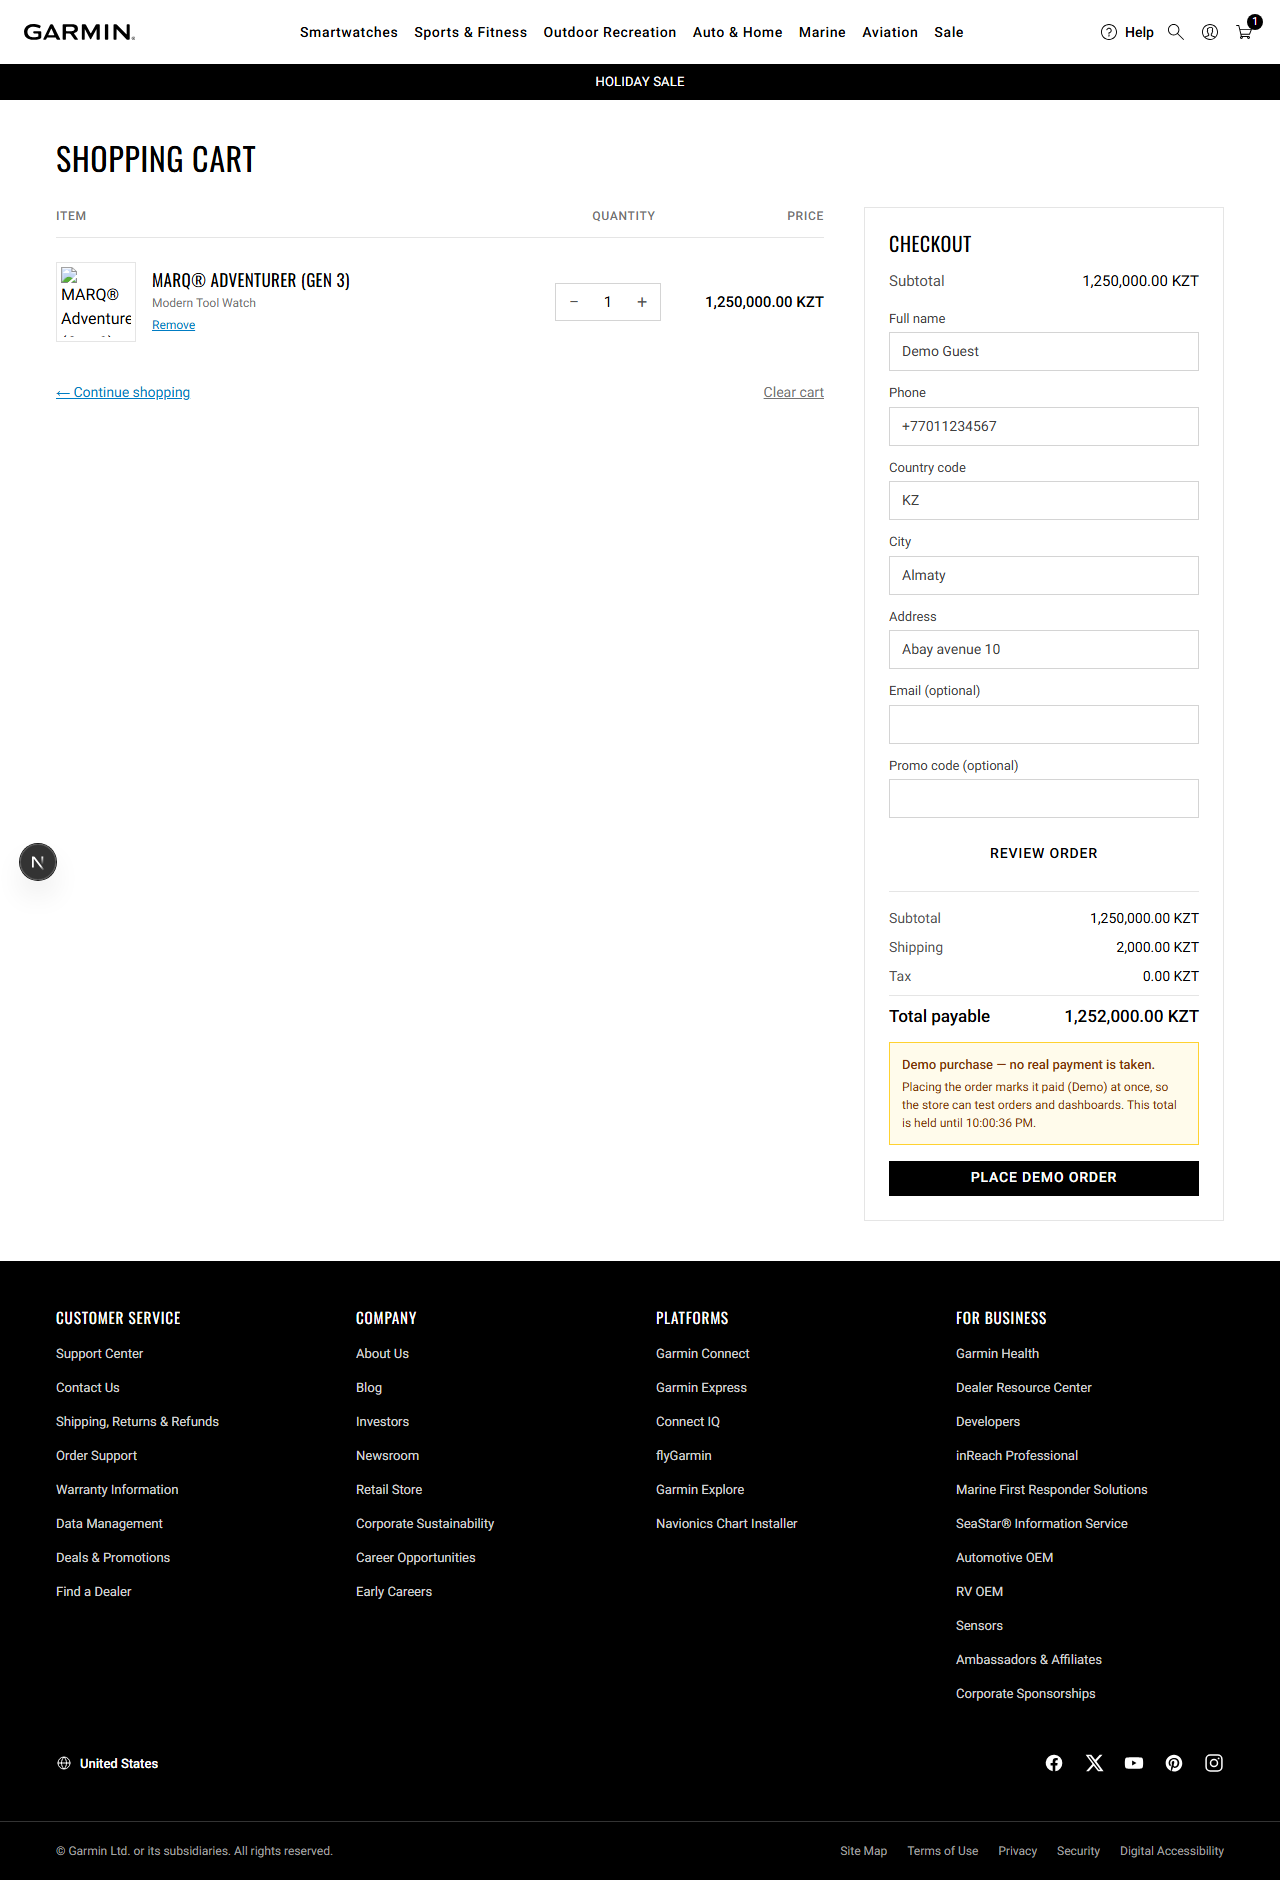 GARMIN
Smartwatches Sports & Fitness Outdoor Recreation Auto & Home Marine Aviation Sale
Help
1
HOLIDAY SALE
SHOPPING CART
ITEM QUANTITY PRICE
MARQ®
Adventure
MARQ® ADVENTURER (GEN 3)
Modern Tool Watch
Remove
− 1 +
1,250,000.00 KZT
← Continue shopping
Clear cart
CHECKOUT
Subtotal 1,250,000.00 KZT
Full name
Demo Guest
Phone
+77011234567
Country code
KZ
City
Almaty
Address
Abay avenue 10
Email (optional)
Promo code (optional)
REVIEW ORDER
Subtotal 1,250,000.00 KZT
Shipping 2,000.00 KZT
Tax 0.00 KZT
Total payable 1,252,000.00 KZT
Demo purchase — no real payment is taken.
Placing the order marks it paid (Demo) at once, so
the store can test orders and dashboards. This total
is held until 10:00:36 PM.
PLACE DEMO ORDER
N
CUSTOMER SERVICE
Support Center
Contact Us
Shipping, Returns & Refunds
Order Support
Warranty Information
Data Management
Deals & Promotions
Find a Dealer
COMPANY
About Us
Blog
Investors
Newsroom
Retail Store
Corporate Sustainability
Career Opportunities
Early Careers
PLATFORMS
Garmin Connect
Garmin Express
Connect IQ
flyGarmin
Garmin Explore
Navionics Chart Installer
FOR BUSINESS
Garmin Health
Dealer Resource Center
Developers
inReach Professional
Marine First Responder Solutions
SeaStar® Information Service
Automotive OEM
RV OEM
Sensors
Ambassadors & Affiliates
Corporate Sponsorships
United States
© Garmin Ltd. or its subsidiaries. All rights reserved.
Site Map Terms of Use Privacy Security Digital Accessibility